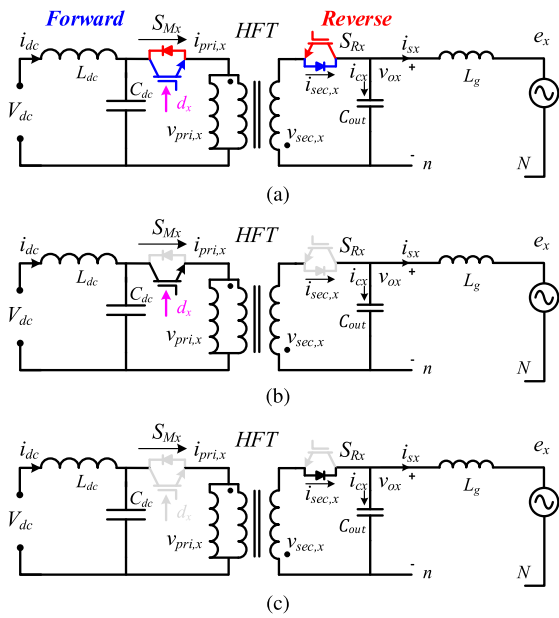 Forward
Reverse
i_dc
S_Mx
i_pri,x
HFT
S_Rx
i_sx
e_x
L_dc
C_dc
d_x
i_sec,x
i_cx
v_ox
+
L_g
V_dc
v_pri,x
v_sec,x
C_out
-
n
N
(a)
i_dc
S_Mx
i_pri,x
HFT
S_Rx
i_sx
e_x
L_dc
C_dc
d_x
i_sec,x
i_cx
v_ox
+
L_g
V_dc
v_pri,x
v_sec,x
C_out
-
n
N
(b)
i_dc
S_Mx
i_pri,x
HFT
S_Rx
i_sx
e_x
L_dc
C_dc
d_x
i_sec,x
i_cx
v_ox
+
L_g
V_dc
v_pri,x
v_sec,x
C_out
-
n
N
(c)